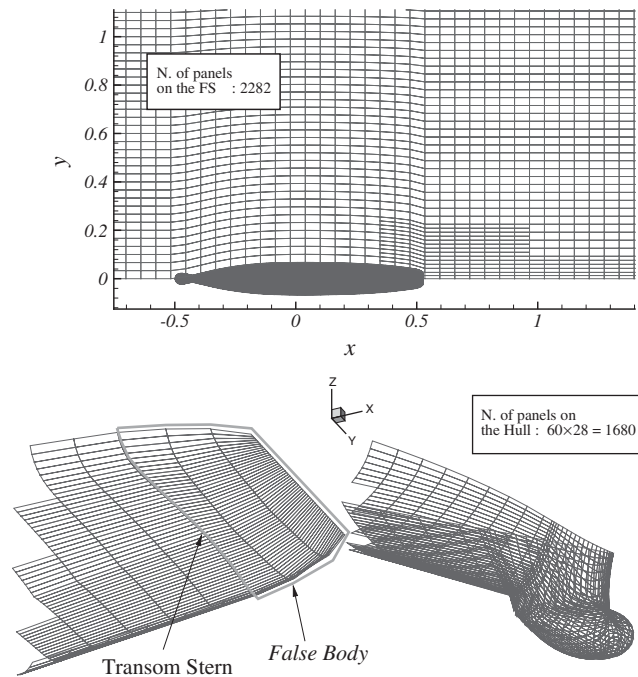 1
0.8
0.6
0.4
0.2
0
y
N. of panels
on the FS : 2282
-0.5
0
0.5
1
x
Z
X
Y
N. of panels on
the Hull : 60×28 = 1680
Transom Stern
False Body